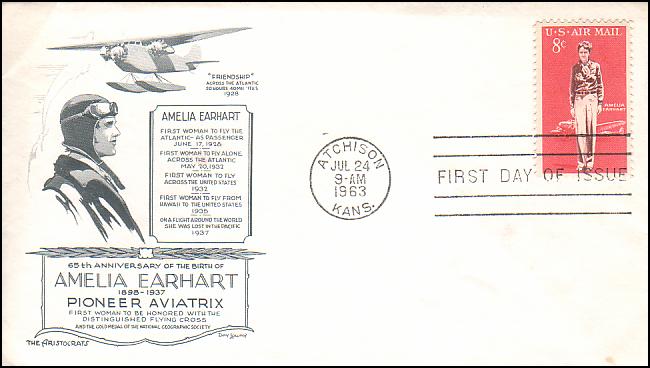 "FRIENDSHIP"
ACROSS THE ATLANTIC
20 HOURS 40 MINUTES
1928
AMELIA EARHART
FIRST WOMAN TO FLY THE
ATLANTIC - AS PASSENGER
JUNE 17, 1928
FIRST WOMAN TO FLY ALONE
ACROSS THE ATLANTIC
MAY 20, 1932
FIRST WOMAN TO FLY
ACROSS THE UNITED STATES
1932
FIRST WOMAN TO FLY FROM
HAWAII TO THE UNITED STATES
1935
ON A FLIGHT AROUND THE WORLD
SHE WAS LOST IN THE PACIFIC
1937
65th ANNIVERSARY OF THE BIRTH OF
AMELIA EARHART
1898-1937
PIONEER AVIATRIX
FIRST WOMAN TO BE HONORED WITH THE
DISTINGUISHED FLYING CROSS
AND THE GOLD MEDAL OF THE NATIONAL GEOGRAPHIC SOCIETY
THE ARISTOCRATS
ATCHISON
JUL 24
9-AM
1963
KANS.
U·S·AIR MAIL
8¢
AMELIA
EARHART
FIRST DAY OF ISSUE